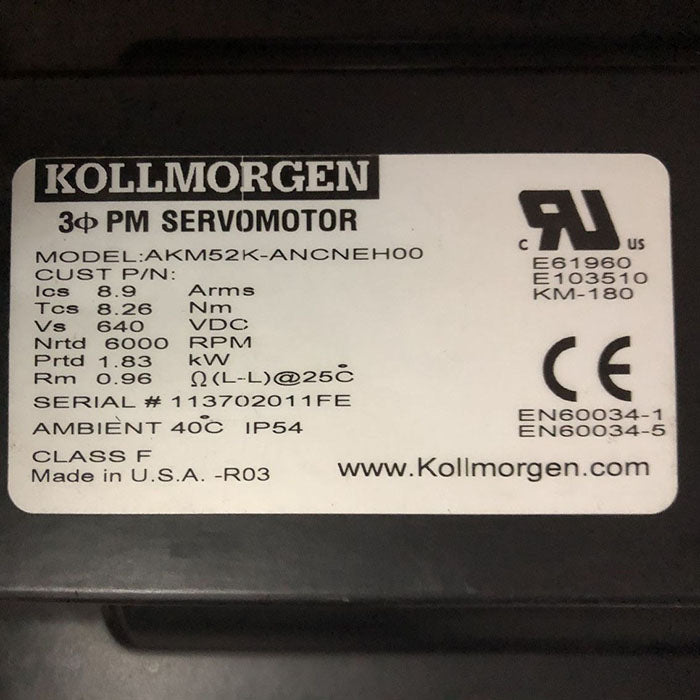 KOLLMORGEN
3Φ PM SERVOMOTOR
MODEL:AKM52K-ANCNEH00
CUST P/N:
Ics 8.9 Arms
Tcs 8.26 Nm
Vs 640 VDC
Nrtd 6000 RPM
Prtd 1.83 kW
Rm 0.96 Ω(L-L)@25°C
SERIAL # 113702011FE
AMBIENT 40°C IP54
CLASS F
Made in U.S.A. -R03
c RU us
E61960
E103510
KM-180
CE
EN60034-1
EN60034-5
www.Kollmorgen.com